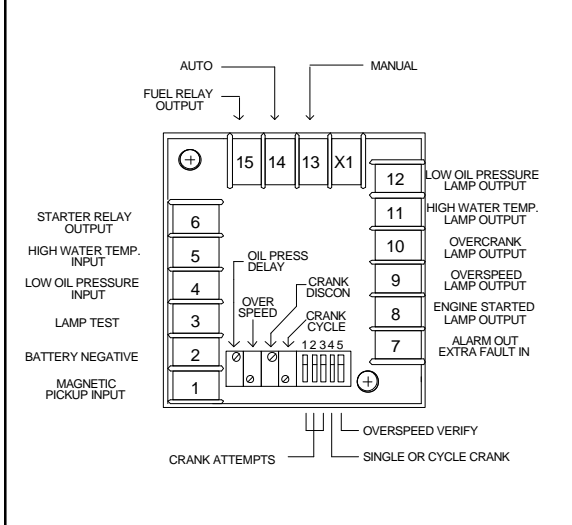 AUTO
MANUAL
FUEL RELAY
OUTPUT
15 14 13 X1
12 LOW OIL PRESSURE
LAMP OUTPUT
11 HIGH WATER TEMP.
LAMP OUTPUT
10 OVERCRANK
LAMP OUTPUT
9 OVERSPEED
LAMP OUTPUT
8 ENGINE STARTED
LAMP OUTPUT
7 ALARM OUT
EXTRA FAULT IN
STARTER RELAY
OUTPUT 6
HIGH WATER TEMP.
INPUT 5
LOW OIL PRESSURE
INPUT 4
LAMP TEST 3
BATTERY NEGATIVE 2
MAGNETIC
PICKUP INPUT 1
OIL PRESS
DELAY
OVER
SPEED
CRANK
DISCON
CRANK
CYCLE
1 2 3 4 5
OVERSPEED VERIFY
CRANK ATTEMPTS
SINGLE OR CYCLE CRANK